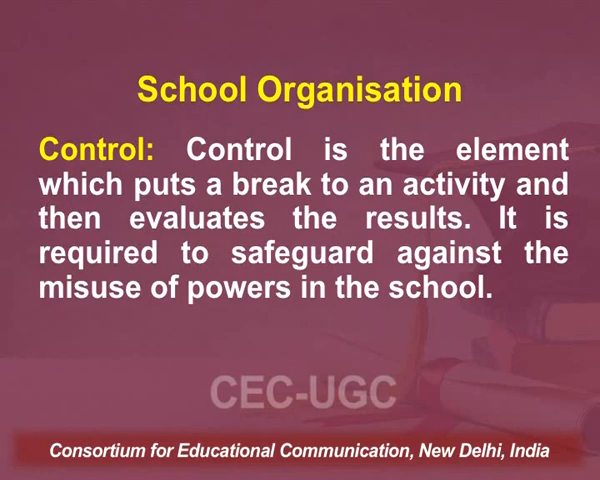 School Organisation
Control: Control is the element
which puts a break to an activity and
then evaluates the results. It is
required to safeguard against the
misuse of powers in the school.
CEC-UGC
Consortium for Educational Communication, New Delhi, India